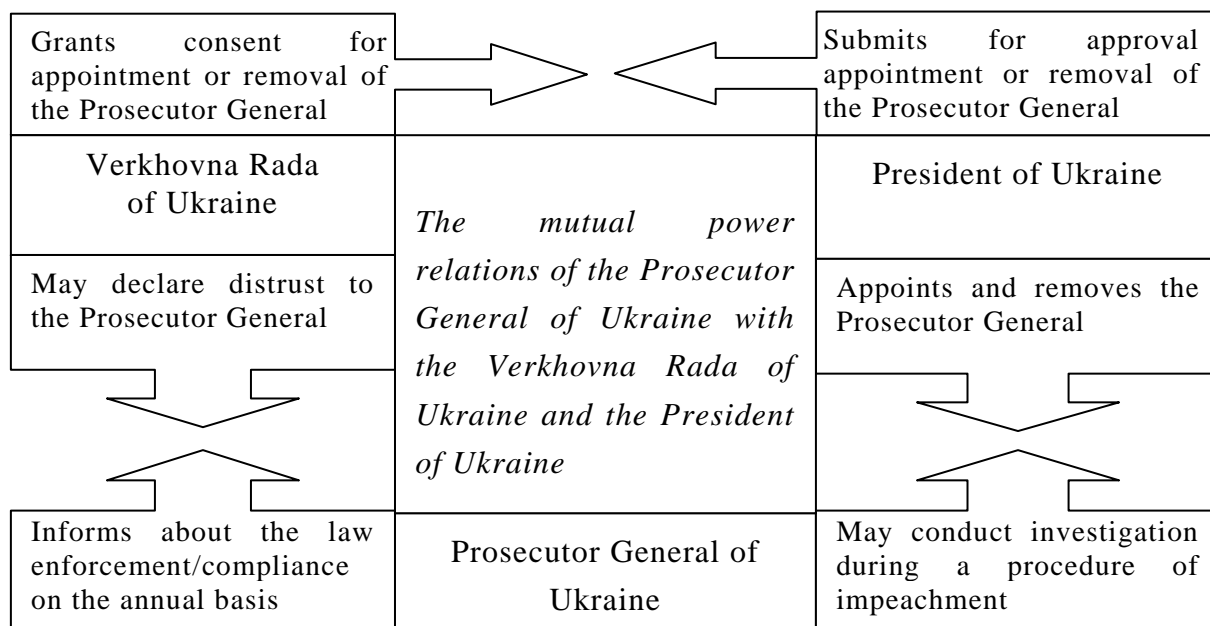 Grants consent for
appointment or removal of
the Prosecutor General
Submits for approval
appointment or removal of
the Prosecutor General
Verkhovna Rada
of Ukraine
President of Ukraine
The mutual power
relations of the Prosecutor
General of Ukraine with
the Verkhovna Rada of
Ukraine and the President
of Ukraine
May declare distrust to
the Prosecutor General
Appoints and removes the
Prosecutor General
Informs about the law
enforcement/compliance
on the annual basis
Prosecutor General of
Ukraine
May conduct investigation
during a procedure of
impeachment